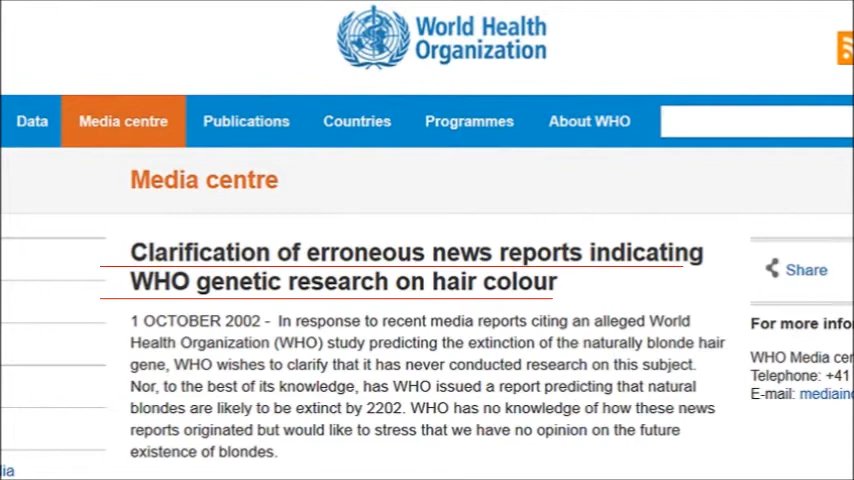 World Health
Organization
Data Media centre Publications Countries Programmes About WHO
Media centre
Clarification of erroneous news reports indicating
WHO genetic research on hair colour
1 OCTOBER 2002 - In response to recent media reports citing an alleged World
Health Organization (WHO) study predicting the extinction of the naturally blonde hair
gene, WHO wishes to clarify that it has never conducted research on this subject.
Nor, to the best of its knowledge, has WHO issued a report predicting that natural
blondes are likely to be extinct by 2202. WHO has no knowledge of how these news
reports originated but would like to stress that we have no opinion on the future
existence of blondes.
Share
For more info
WHO Media cen
Telephone: +41
E-mail: mediain
dia